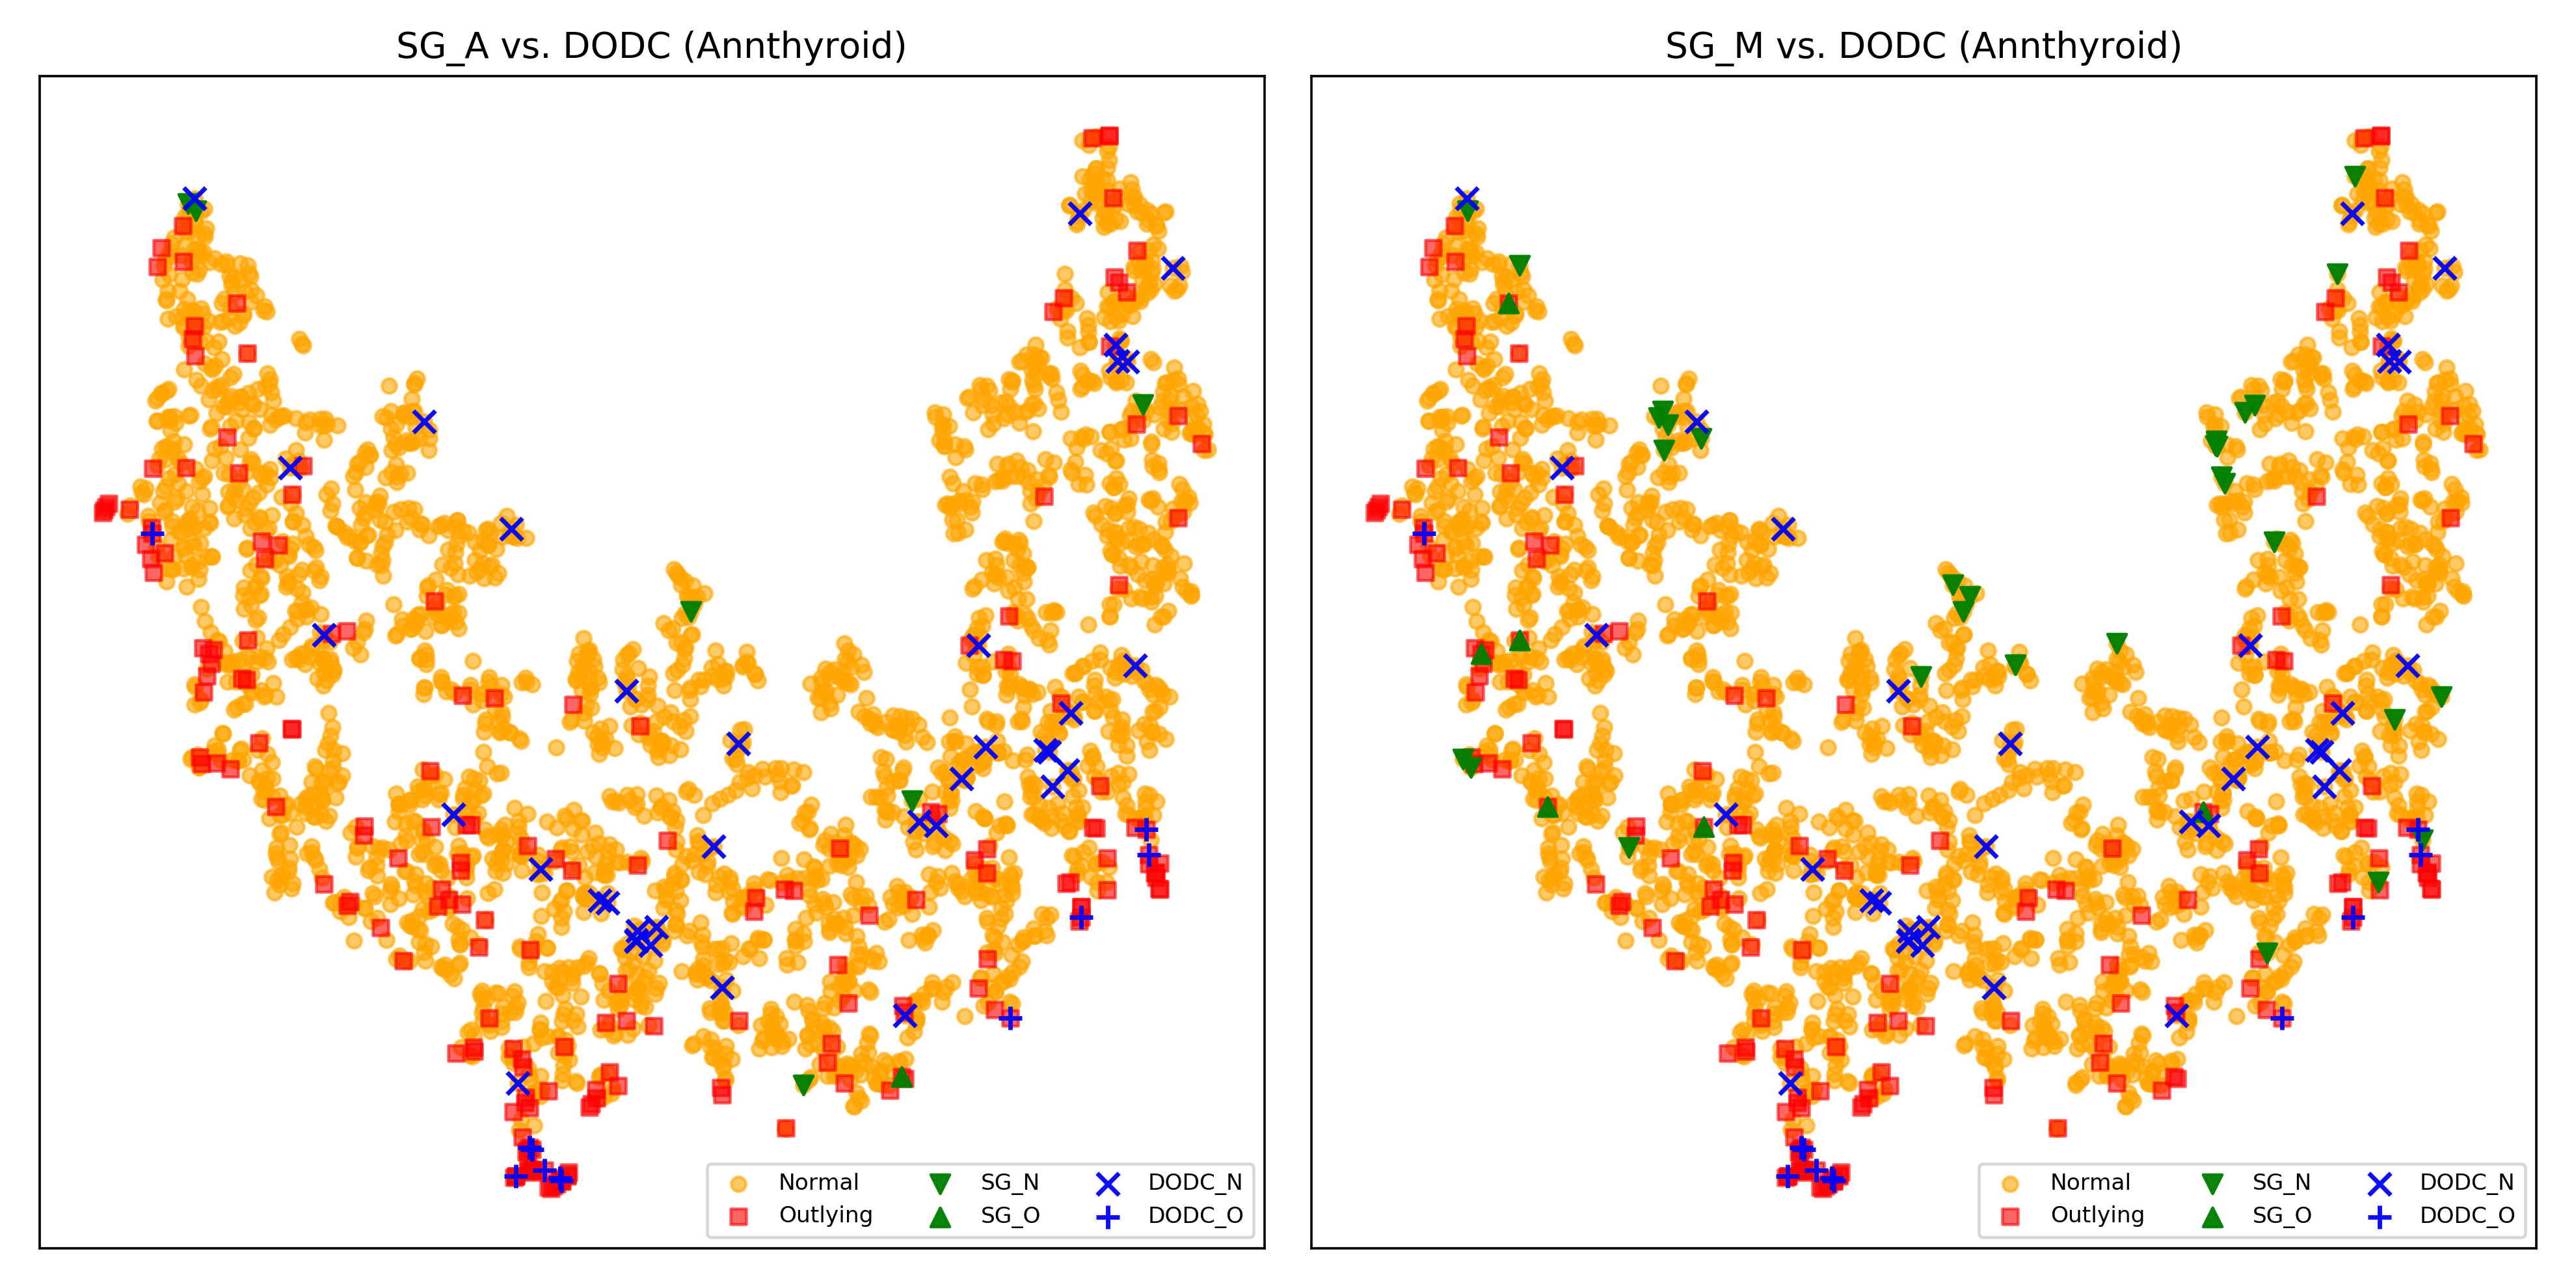 SG_A vs. DODC (Annthyroid)
SG_M vs. DODC (Annthyroid)
Normal SG_N DODC_N
Outlying SG_O DODC_O
Normal SG_N DODC_N
Outlying SG_O DODC_O